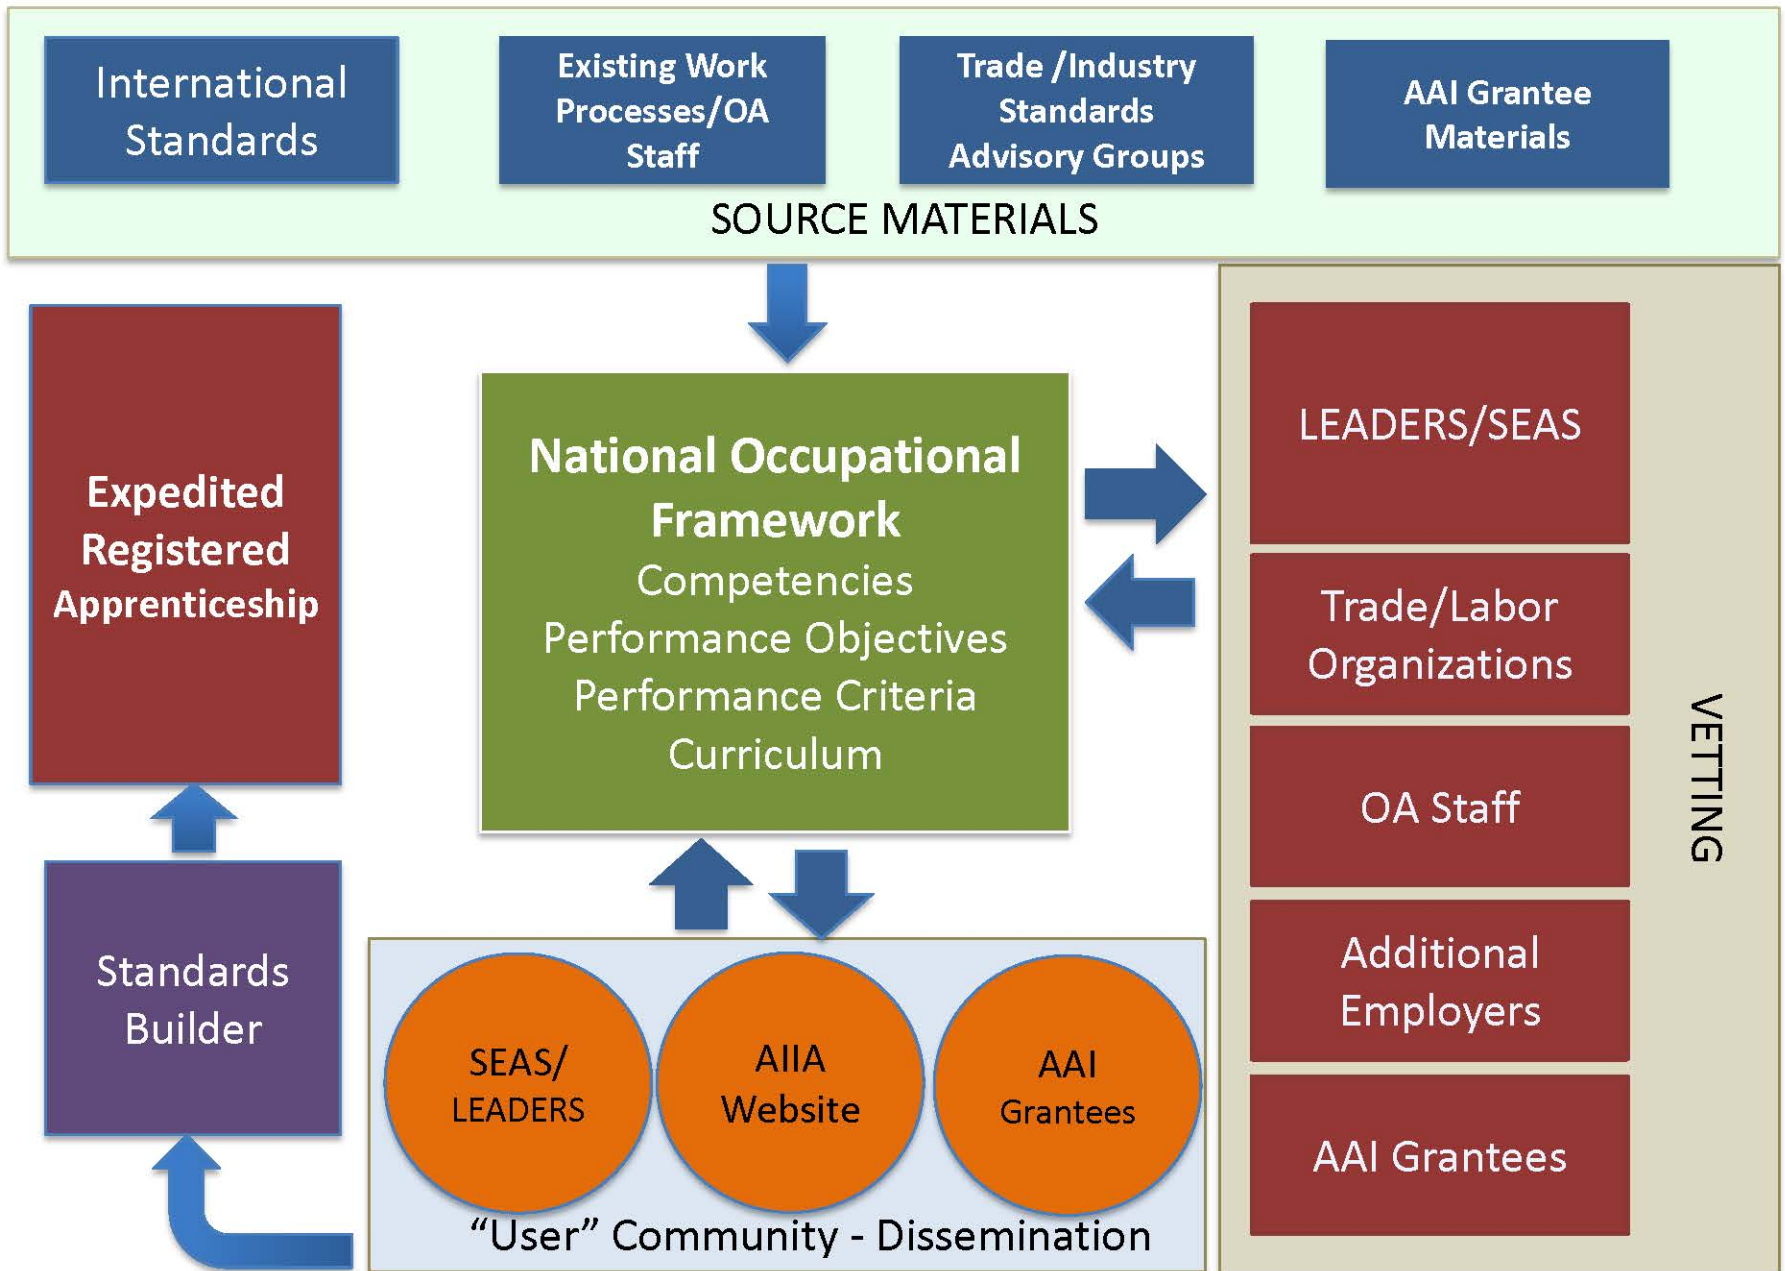 International
Standards
Existing Work
Processes/OA
Staff
Trade /Industry
Standards
Advisory Groups
AAI Grantee
Materials
SOURCE MATERIALS
Expedited
Registered
Apprenticeship
National Occupational
Framework
Competencies
Performance Objectives
Performance Criteria
Curriculum
LEADERS/SEAS
Trade/Labor
Organizations
OA Staff
Additional
Employers
AAI Grantees
VETTING
Standards
Builder
SEAS/
LEADERS
AIIA
Website
AAI
Grantees
“User” Community - Dissemination